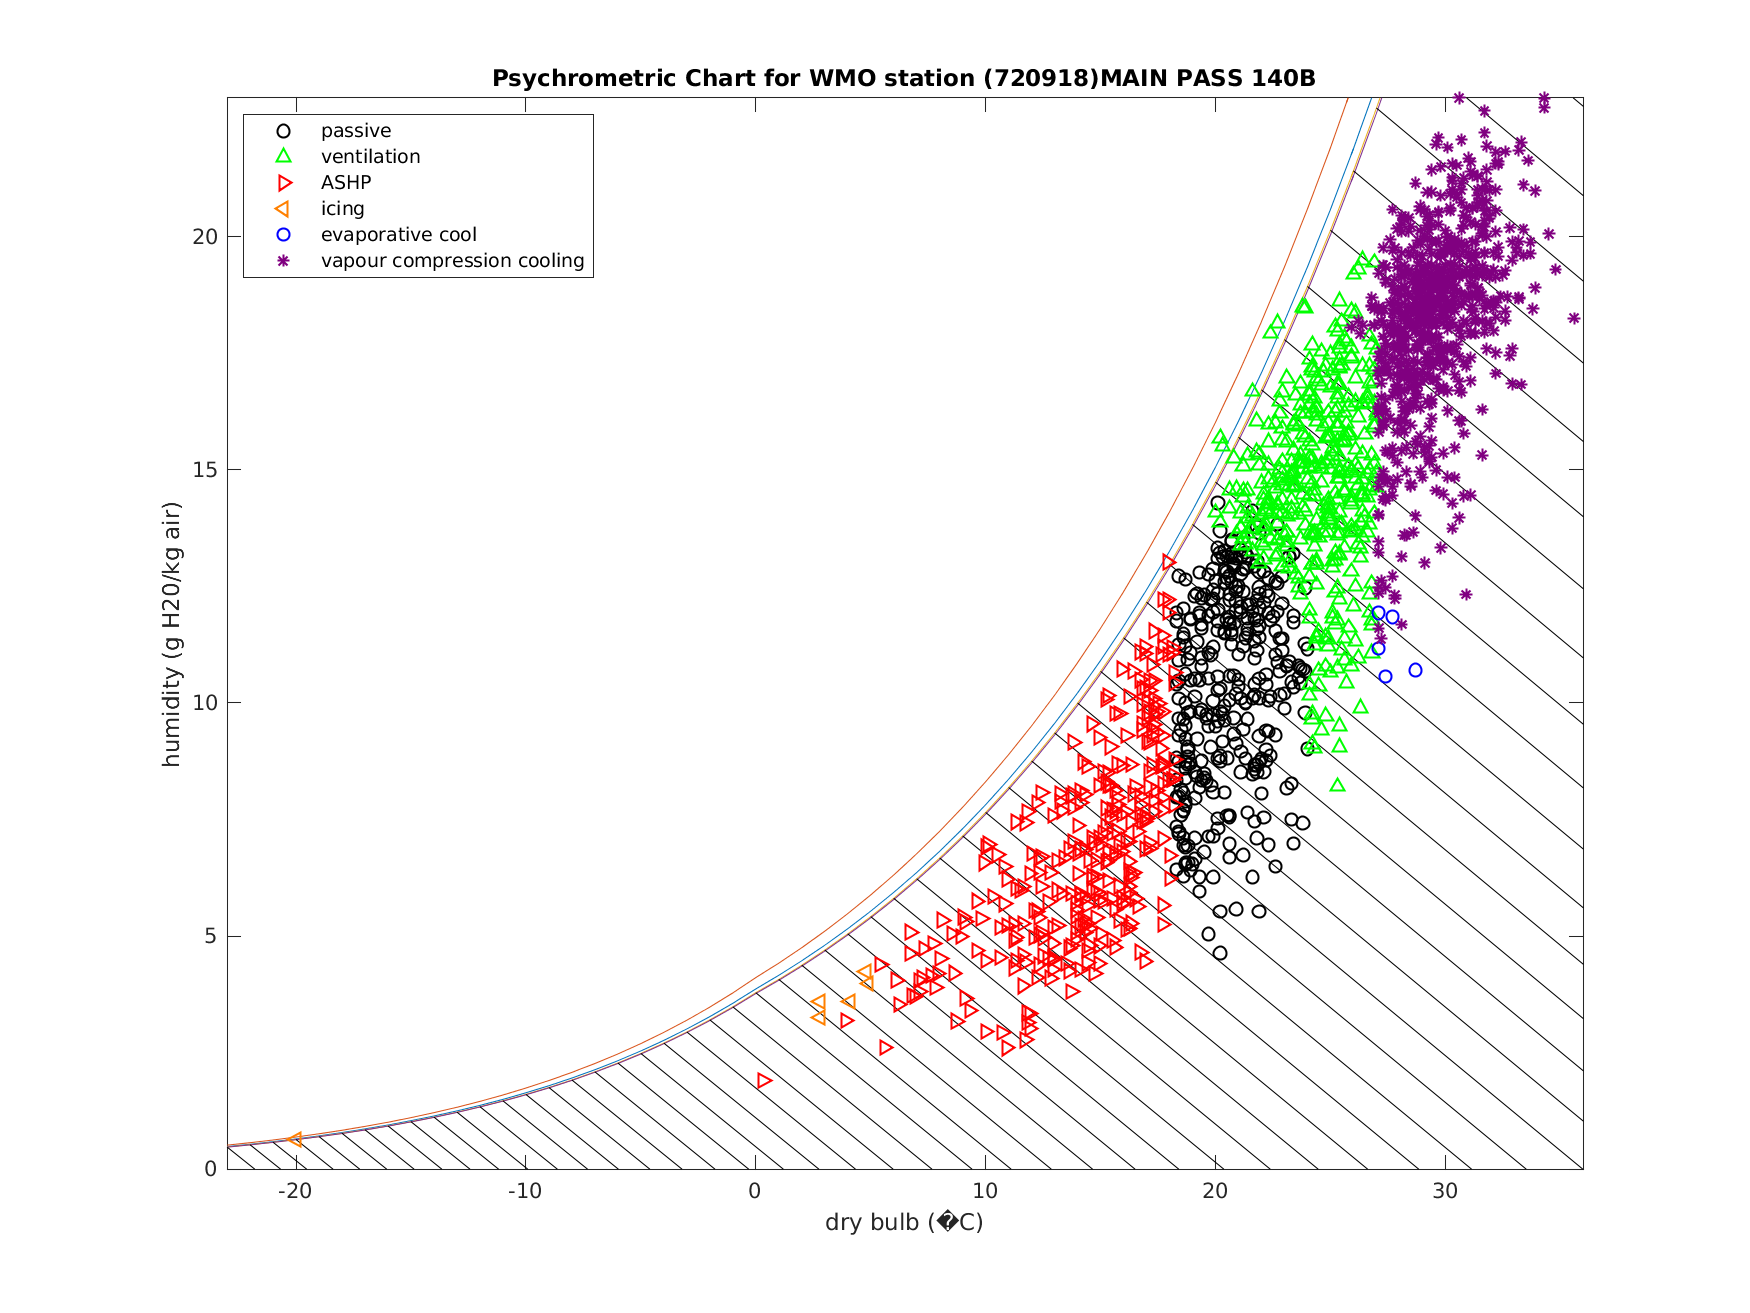 Psychrometric Chart for WMO station (720918)MAIN PASS 140B
passive
ventilation
ASHP
icing
evaporative cool
vapour compression cooling
humidity (g H20/kg air)
20
15
10
5
0
-20
-10
0
10
20
30
dry bulb (�C)